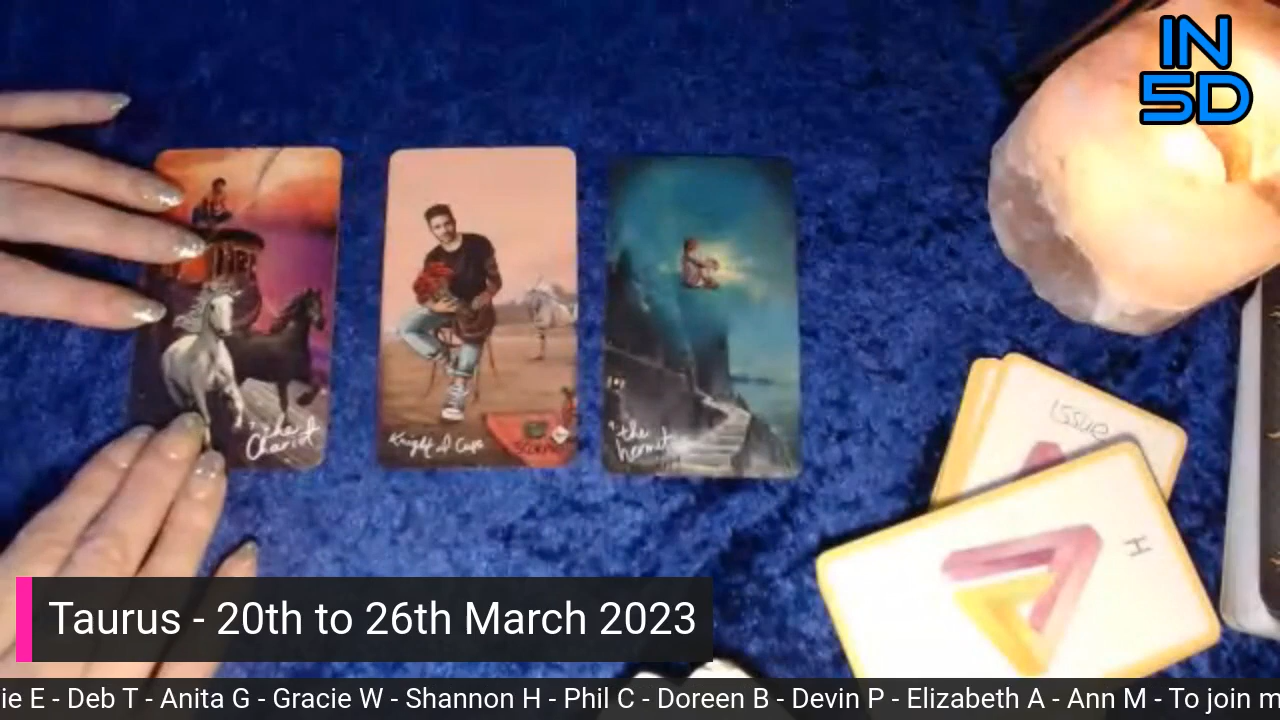 IN
5D
the
Chariot
Knight of Cups
the
hermit
Issue
H
Taurus - 20th to 26th March 2023
ie E - Deb T - Anita G - Gracie W - Shannon H - Phil C - Doreen B - Devin P - Elizabeth A - Ann M - To join m